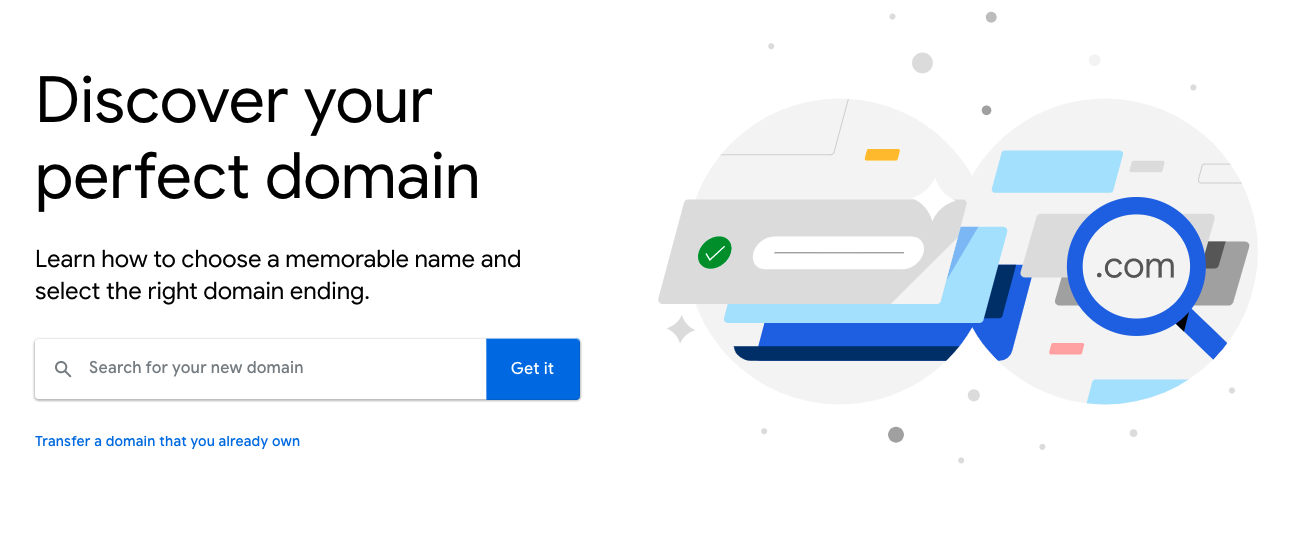 Discover your
perfect domain
Learn how to choose a memorable name and
select the right domain ending.
Search for your new domain
Get it
Transfer a domain that you already own
.com